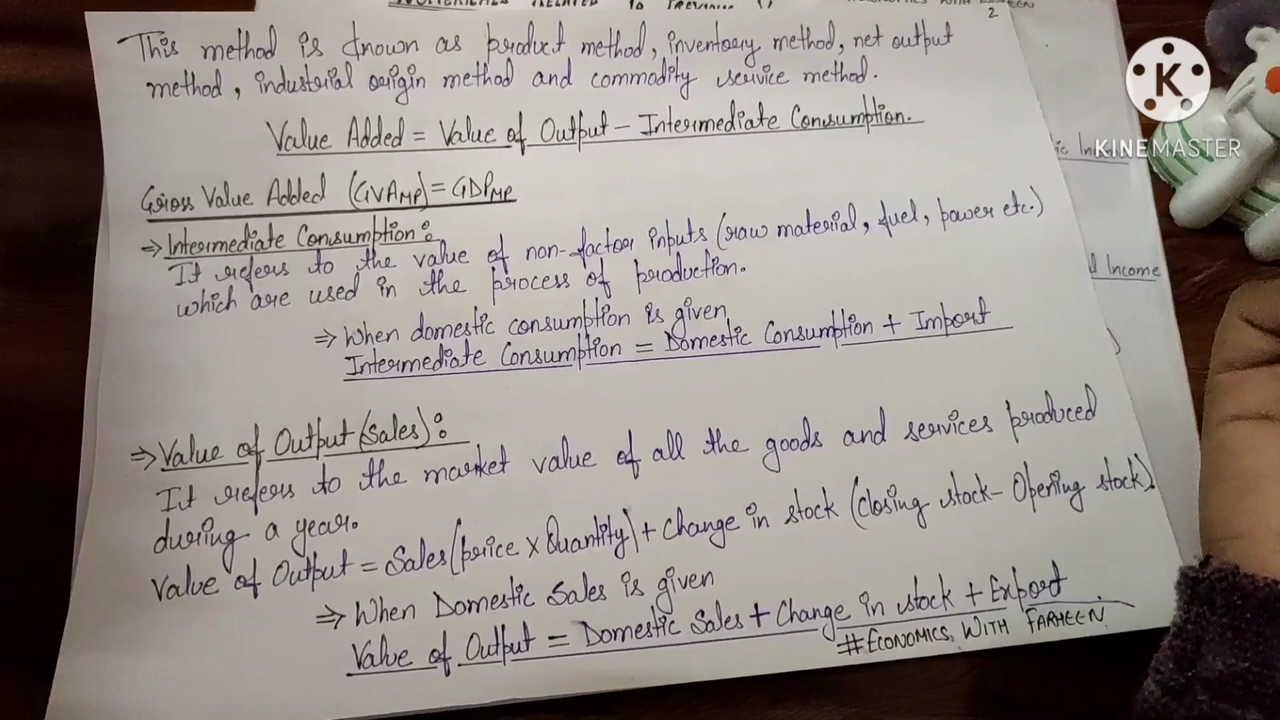 2
This method is known as product method, inventory method, net output
method, industrial origin method and commodity service method.
Value Added = Value of Output - Intermediate Consumption.
Gross Value Added (GVAMP) = GDPMP
⇒ Intermediate Consumption:
It refers to the value of non-factor inputs (raw material, fuel, power etc.)
which are used in the process of production.
⇒ When domestic consumption is given
Intermediate Consumption = Domestic Consumption + Import
⇒ Value of Output (Sales):
It refers to the market value of all the goods and services produced
during a year.
Value of Output = Sales (price × Quantity) + Change in stock (closing stock - Opening stock)
⇒ When Domestic Sales is given
Value of Output = Domestic Sales + Change in stock + Export
#ECONOMICS WITH FARHEEN
K
KINEMASTER
Income